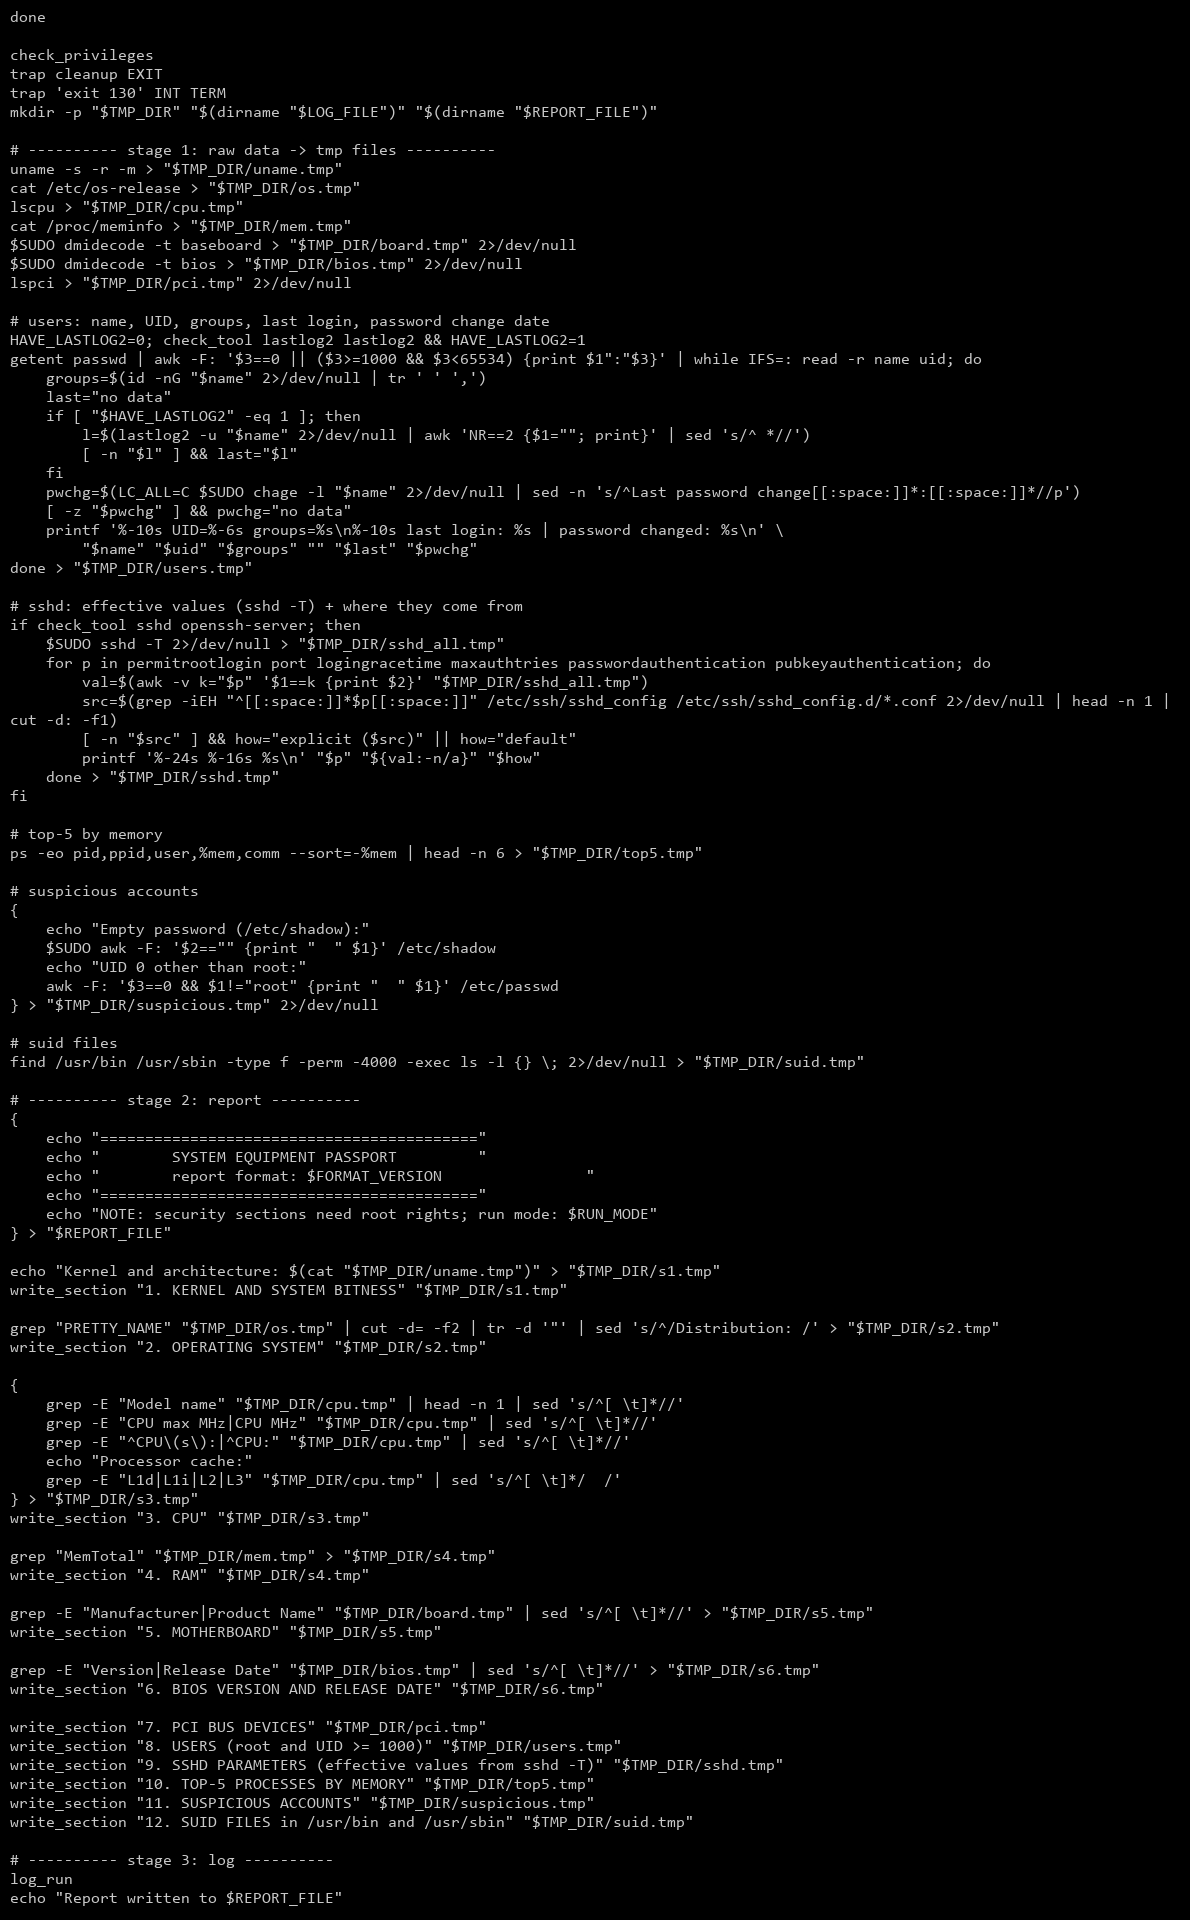 done

check_privileges
trap cleanup EXIT
trap 'exit 130' INT TERM
mkdir -p "$TMP_DIR" "$(dirname "$LOG_FILE")" "$(dirname "$REPORT_FILE")"

# ---------- stage 1: raw data -> tmp files ----------
uname -s -r -m > "$TMP_DIR/uname.tmp"
cat /etc/os-release > "$TMP_DIR/os.tmp"
lscpu > "$TMP_DIR/cpu.tmp"
cat /proc/meminfo > "$TMP_DIR/mem.tmp"
$SUDO dmidecode -t baseboard > "$TMP_DIR/board.tmp" 2>/dev/null
$SUDO dmidecode -t bios > "$TMP_DIR/bios.tmp" 2>/dev/null
lspci > "$TMP_DIR/pci.tmp" 2>/dev/null

# users: name, UID, groups, last login, password change date
HAVE_LASTLOG2=0; check_tool lastlog2 lastlog2 && HAVE_LASTLOG2=1
getent passwd | awk -F: '$3==0 || ($3>=1000 && $3<65534) {print $1":"$3}' | while IFS=: read -r name uid; do
    groups=$(id -nG "$name" 2>/dev/null | tr ' ' ',')
    last="no data"
    if [ "$HAVE_LASTLOG2" -eq 1 ]; then
        l=$(lastlog2 -u "$name" 2>/dev/null | awk 'NR==2 {$1=""; print}' | sed 's/^ *//')
        [ -n "$l" ] && last="$l"
    fi
    pwchg=$(LC_ALL=C $SUDO chage -l "$name" 2>/dev/null | sed -n 's/^Last password change[[:space:]]*:[[:space:]]*//p')
    [ -z "$pwchg" ] && pwchg="no data"
    printf '%-10s UID=%-6s groups=%s\n%-10s last login: %s | password changed: %s\n' \
        "$name" "$uid" "$groups" "" "$last" "$pwchg"
done > "$TMP_DIR/users.tmp"

# sshd: effective values (sshd -T) + where they come from
if check_tool sshd openssh-server; then
    $SUDO sshd -T 2>/dev/null > "$TMP_DIR/sshd_all.tmp"
    for p in permitrootlogin port logingracetime maxauthtries passwordauthentication pubkeyauthentication; do
        val=$(awk -v k="$p" '$1==k {print $2}' "$TMP_DIR/sshd_all.tmp")
        src=$(grep -iEH "^[[:space:]]*$p[[:space:]]" /etc/ssh/sshd_config /etc/ssh/sshd_config.d/*.conf 2>/dev/null | head -n 1 |
cut -d: -f1)
        [ -n "$src" ] && how="explicit ($src)" || how="default"
        printf '%-24s %-16s %s\n' "$p" "${val:-n/a}" "$how"
    done > "$TMP_DIR/sshd.tmp"
fi

# top-5 by memory
ps -eo pid,ppid,user,%mem,comm --sort=-%mem | head -n 6 > "$TMP_DIR/top5.tmp"

# suspicious accounts
{
    echo "Empty password (/etc/shadow):"
    $SUDO awk -F: '$2=="" {print "  " $1}' /etc/shadow
    echo "UID 0 other than root:"
    awk -F: '$3==0 && $1!="root" {print "  " $1}' /etc/passwd
} > "$TMP_DIR/suspicious.tmp" 2>/dev/null

# suid files
find /usr/bin /usr/sbin -type f -perm -4000 -exec ls -l {} \; 2>/dev/null > "$TMP_DIR/suid.tmp"

# ---------- stage 2: report ----------
{
    echo "=========================================="
    echo "        SYSTEM EQUIPMENT PASSPORT         "
    echo "        report format: $FORMAT_VERSION                "
    echo "=========================================="
    echo "NOTE: security sections need root rights; run mode: $RUN_MODE"
} > "$REPORT_FILE"

echo "Kernel and architecture: $(cat "$TMP_DIR/uname.tmp")" > "$TMP_DIR/s1.tmp"
write_section "1. KERNEL AND SYSTEM BITNESS" "$TMP_DIR/s1.tmp"

grep "PRETTY_NAME" "$TMP_DIR/os.tmp" | cut -d= -f2 | tr -d '"' | sed 's/^/Distribution: /' > "$TMP_DIR/s2.tmp"
write_section "2. OPERATING SYSTEM" "$TMP_DIR/s2.tmp"

{
    grep -E "Model name" "$TMP_DIR/cpu.tmp" | head -n 1 | sed 's/^[ \t]*//'
    grep -E "CPU max MHz|CPU MHz" "$TMP_DIR/cpu.tmp" | sed 's/^[ \t]*//'
    grep -E "^CPU\(s\):|^CPU:" "$TMP_DIR/cpu.tmp" | sed 's/^[ \t]*//'
    echo "Processor cache:"
    grep -E "L1d|L1i|L2|L3" "$TMP_DIR/cpu.tmp" | sed 's/^[ \t]*/  /'
} > "$TMP_DIR/s3.tmp"
write_section "3. CPU" "$TMP_DIR/s3.tmp"

grep "MemTotal" "$TMP_DIR/mem.tmp" > "$TMP_DIR/s4.tmp"
write_section "4. RAM" "$TMP_DIR/s4.tmp"

grep -E "Manufacturer|Product Name" "$TMP_DIR/board.tmp" | sed 's/^[ \t]*//' > "$TMP_DIR/s5.tmp"
write_section "5. MOTHERBOARD" "$TMP_DIR/s5.tmp"

grep -E "Version|Release Date" "$TMP_DIR/bios.tmp" | sed 's/^[ \t]*//' > "$TMP_DIR/s6.tmp"
write_section "6. BIOS VERSION AND RELEASE DATE" "$TMP_DIR/s6.tmp"

write_section "7. PCI BUS DEVICES" "$TMP_DIR/pci.tmp"
write_section "8. USERS (root and UID >= 1000)" "$TMP_DIR/users.tmp"
write_section "9. SSHD PARAMETERS (effective values from sshd -T)" "$TMP_DIR/sshd.tmp"
write_section "10. TOP-5 PROCESSES BY MEMORY" "$TMP_DIR/top5.tmp"
write_section "11. SUSPICIOUS ACCOUNTS" "$TMP_DIR/suspicious.tmp"
write_section "12. SUID FILES in /usr/bin and /usr/sbin" "$TMP_DIR/suid.tmp"

# ---------- stage 3: log ----------
log_run
echo "Report written to $REPORT_FILE"